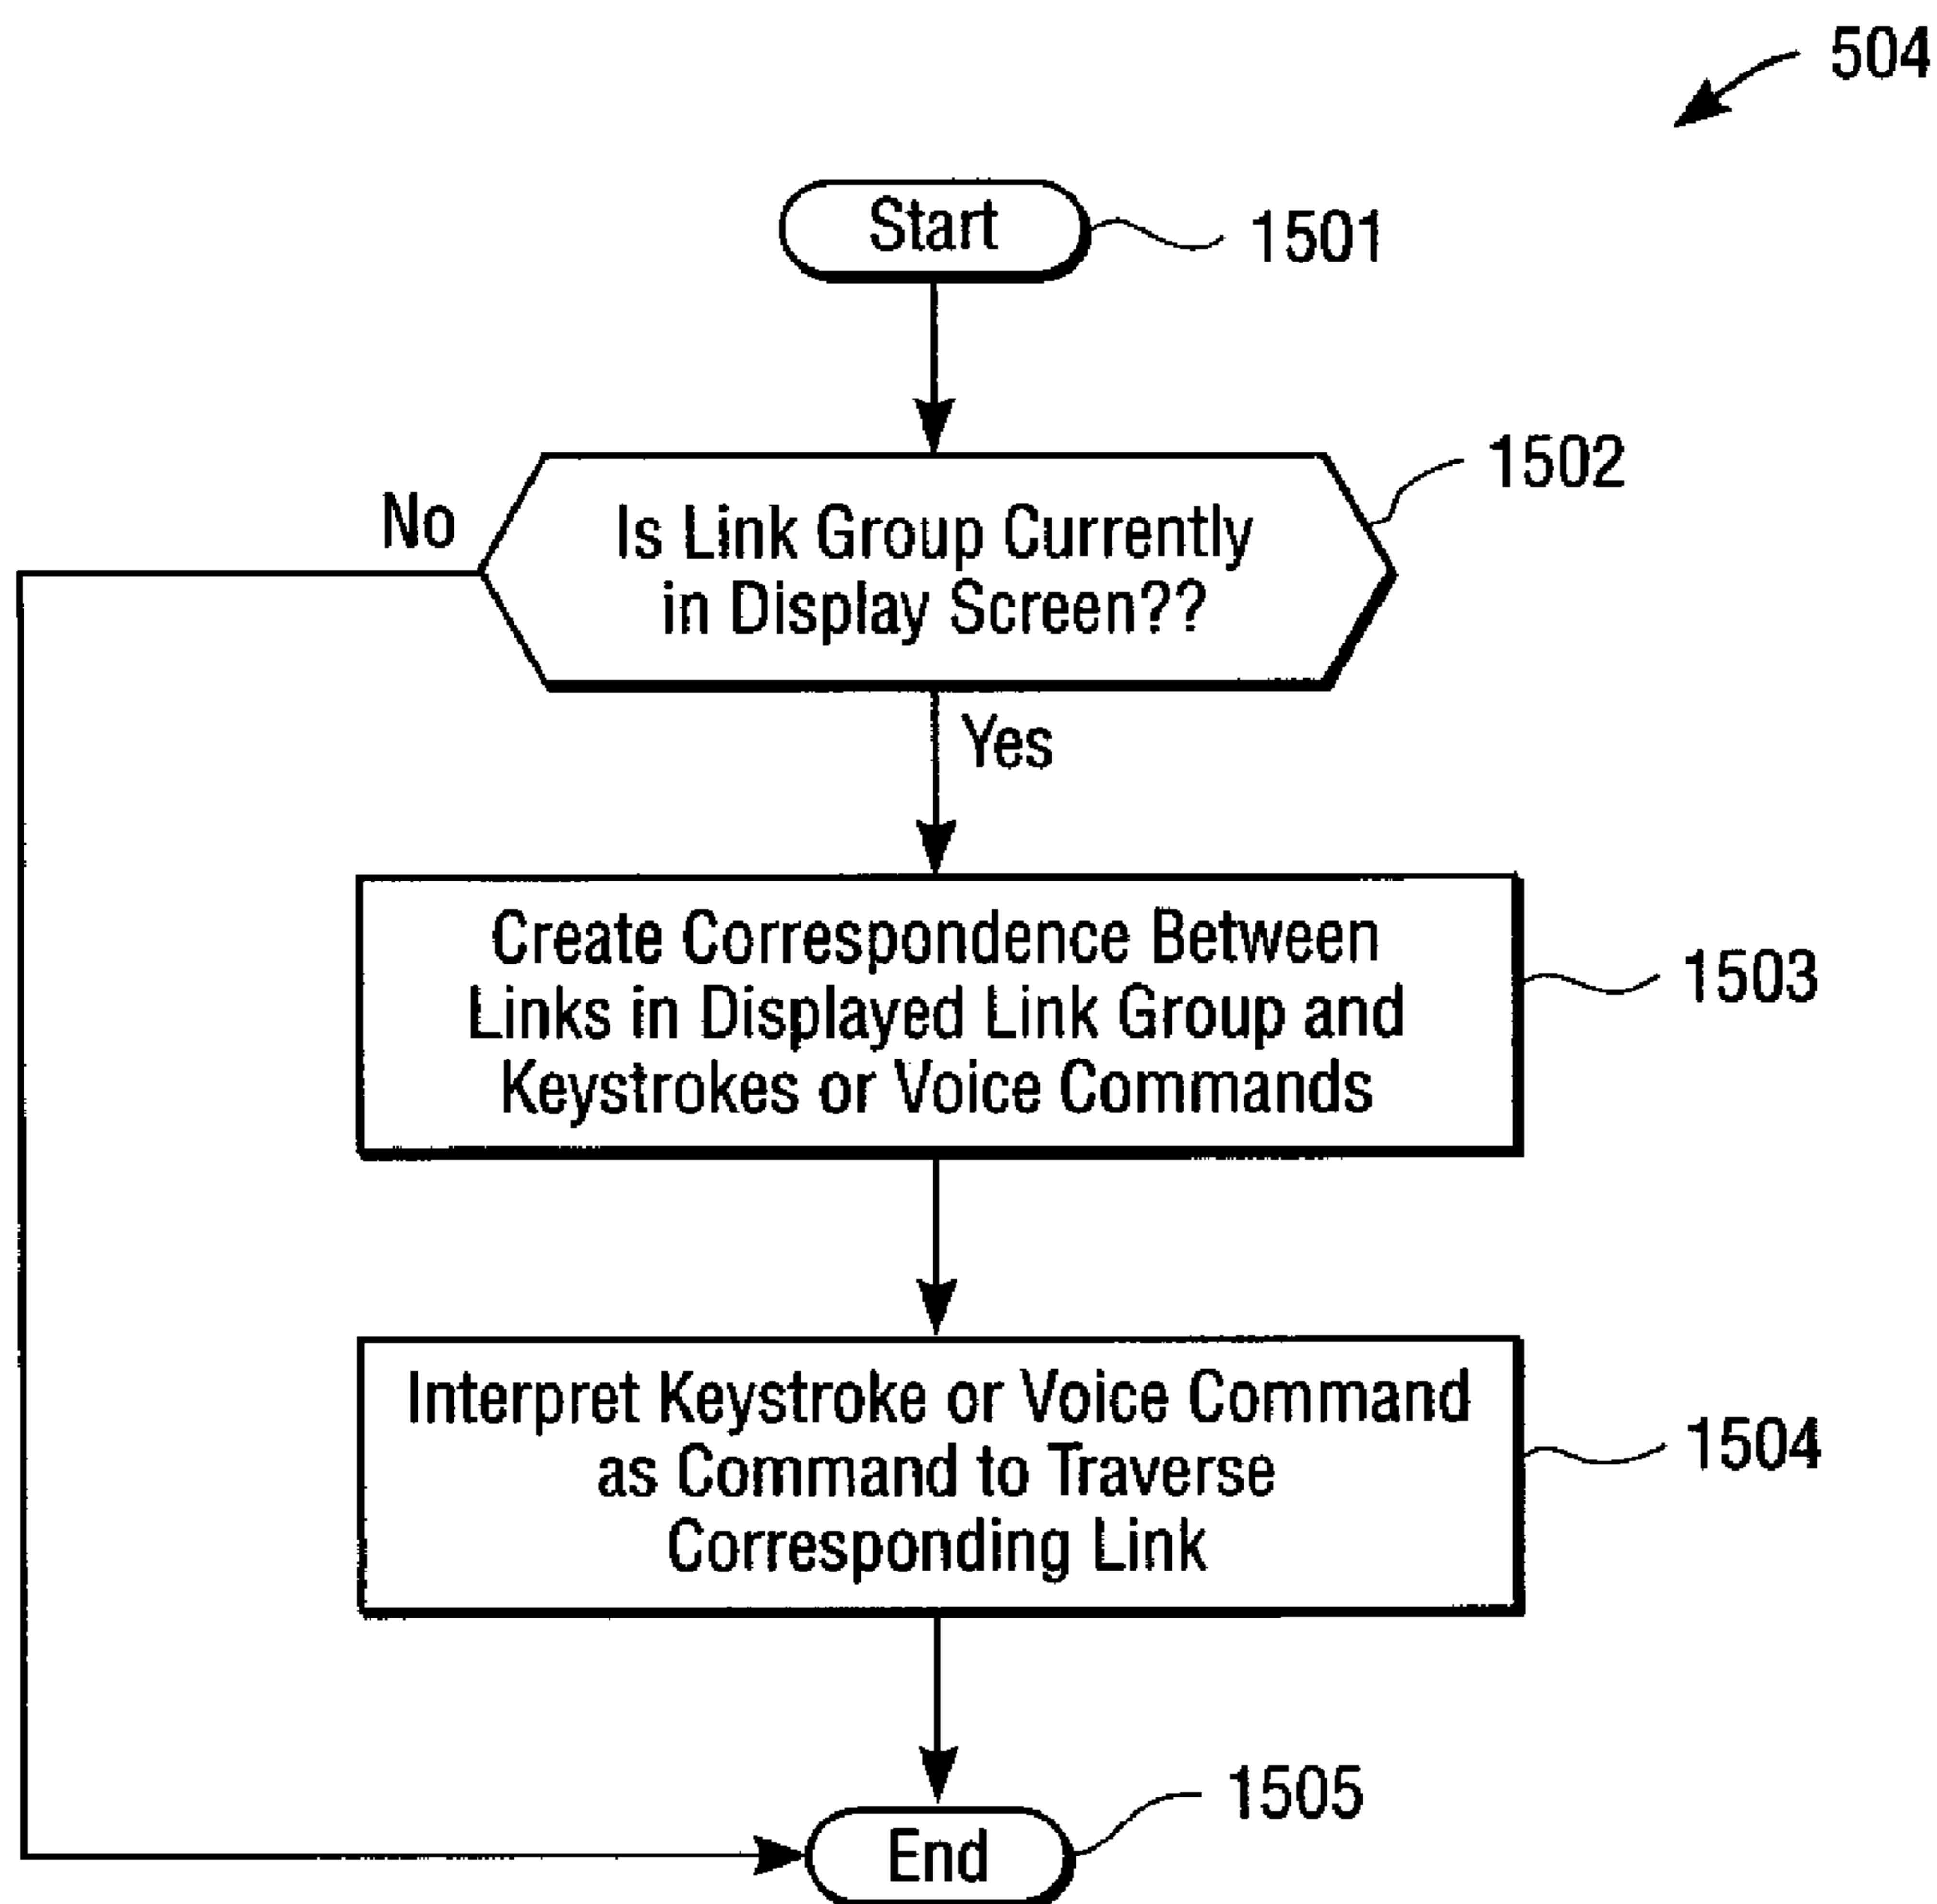 504
Start
1501
1502
No
Is Link Group Currently
in Display Screen??
Yes
Create Correspondence Between
Links in Displayed Link Group and
Keystrokes or Voice Commands
1503
Interpret Keystroke or Voice Command
as Command to Traverse
Corresponding Link
1504
1505
End